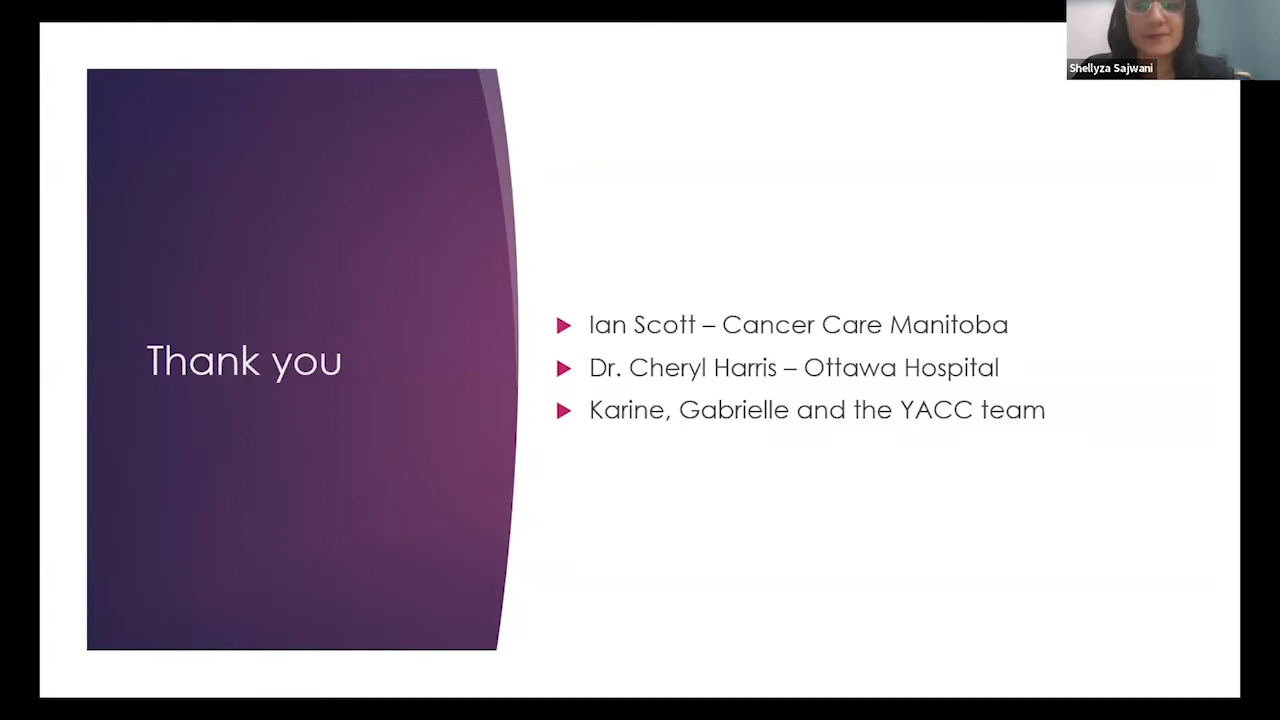 Shellyza Sajwani
Thank you
Ian Scott – Cancer Care Manitoba
Dr. Cheryl Harris – Ottawa Hospital
Karine, Gabrielle and the YACC team